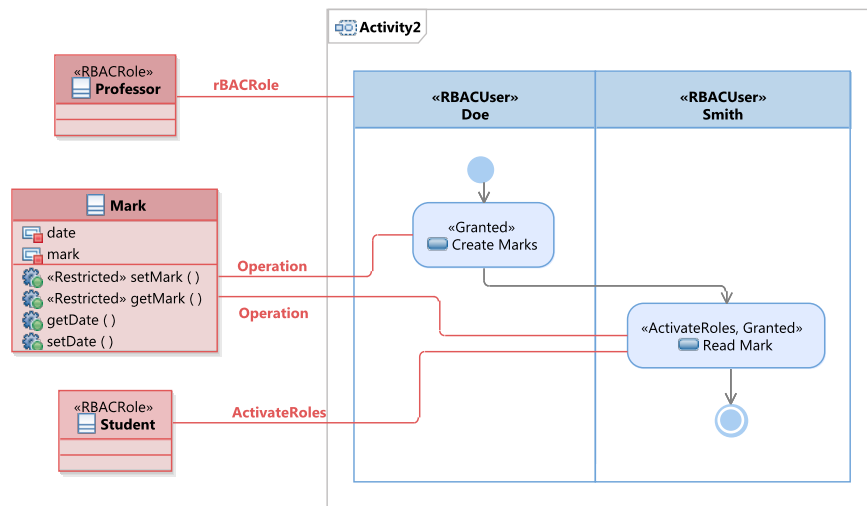 Activity2
«RBACRole»
Professor
rBACRole
«RBACUser»
Doe
«RBACUser»
Smith
Mark
date
mark
«Restricted» setMark ( )
«Restricted» getMark ( )
getDate ( )
setDate ( )
Operation
Operation
«Granted»
Create Marks
«ActivateRoles, Granted»
Read Mark
«RBACRole»
Student
ActivateRoles